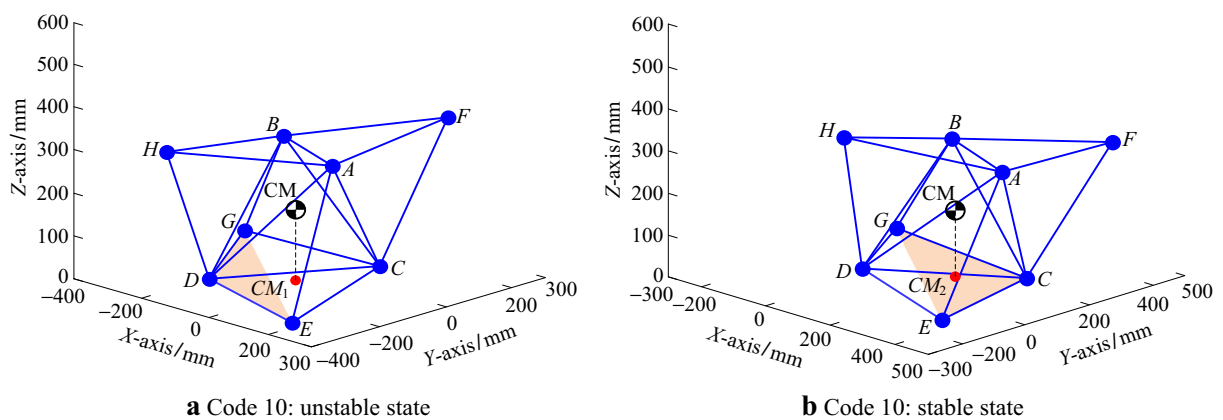 600
500
400
300
200
100
0
Z-axis/mm
−400
−200
0
200
300
X-axis/mm
−400
−200
0
200
300
Y-axis/mm
H
B
F
A
CM
G
D
C
CM₁
E
a Code 10: unstable state
600
500
400
300
200
100
0
Z-axis/mm
−300
−200
0
200
400
500
X-axis/mm
−300
−200
0
200
400
500
Y-axis/mm
H
B
F
A
CM
G
D
C
CM₂
E
b Code 10: stable state